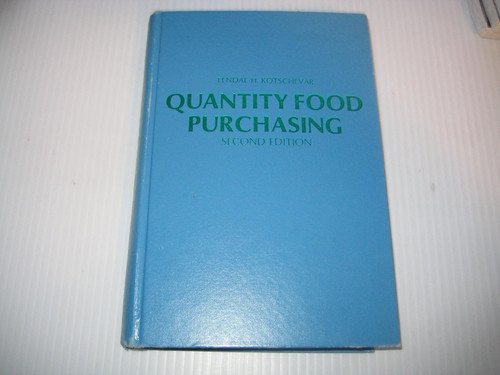 LENDAL H. KOTSCHEVAR
QUANTITY FOOD
PURCHASING
SECOND EDITION